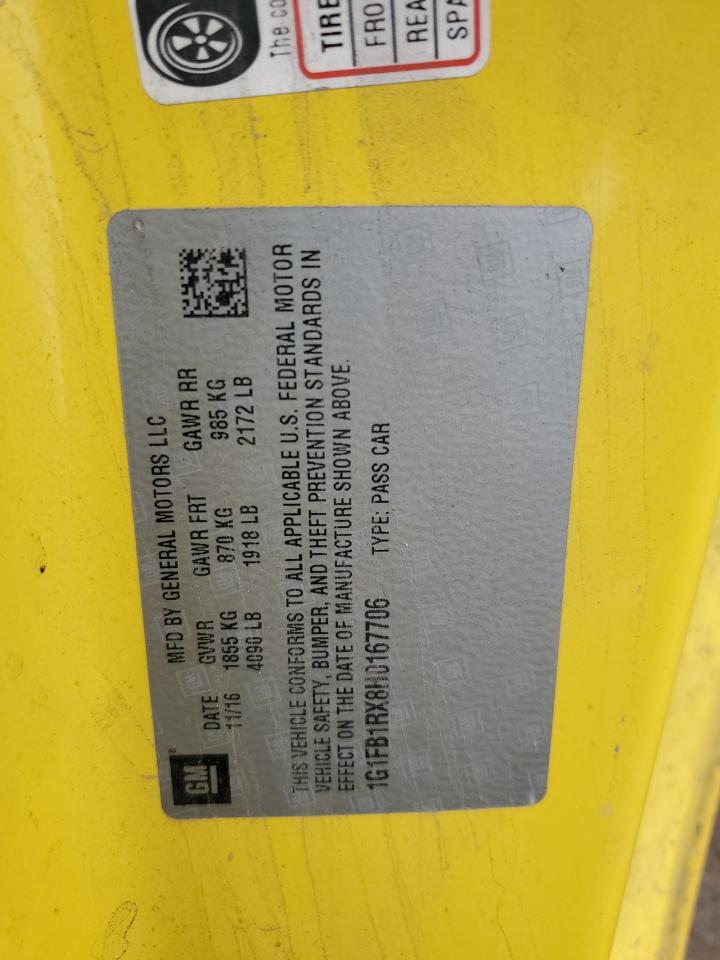 The co
TIRE
FRO
REA
SPA
GM®
MFD BY GENERAL MOTORS LLC
DATE GVWR GAWR FRT GAWR RR
11/16 1855 KG 870 KG 985 KG
4090 LB 1918 LB 2172 LB
THIS VEHICLE CONFORMS TO ALL APPLICABLE U.S. FEDERAL MOTOR
VEHICLE SAFETY, BUMPER, AND THEFT PREVENTION STANDARDS IN
EFFECT ON THE DATE OF MANUFACTURE SHOWN ABOVE.
1G1FB1RX8H0167706 TYPE: PASS CAR